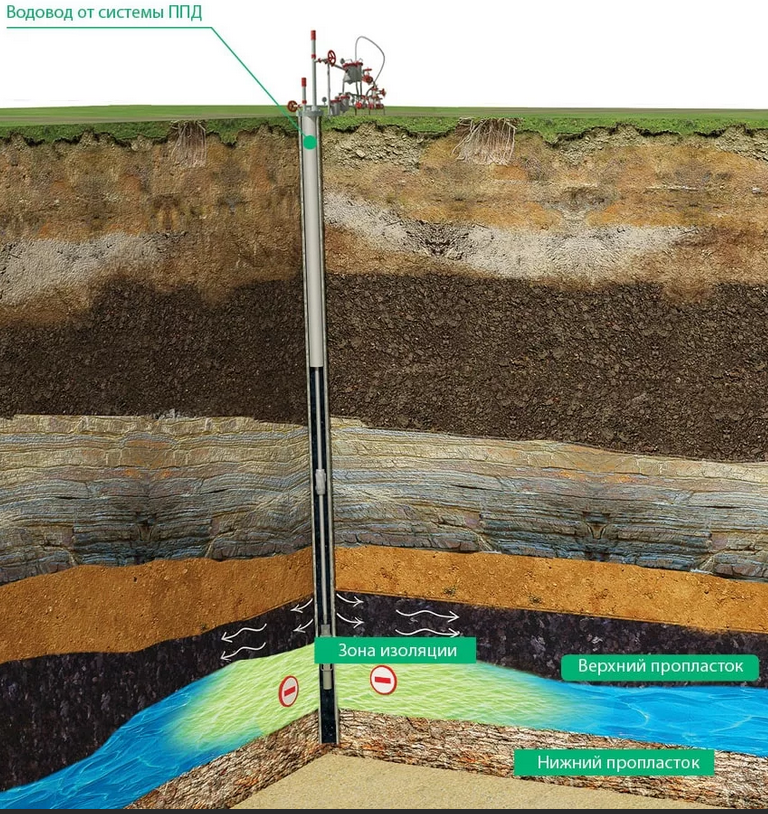 Водовод от системы ППД
Зона изоляции
Верхний пропласток
Нижний пропласток